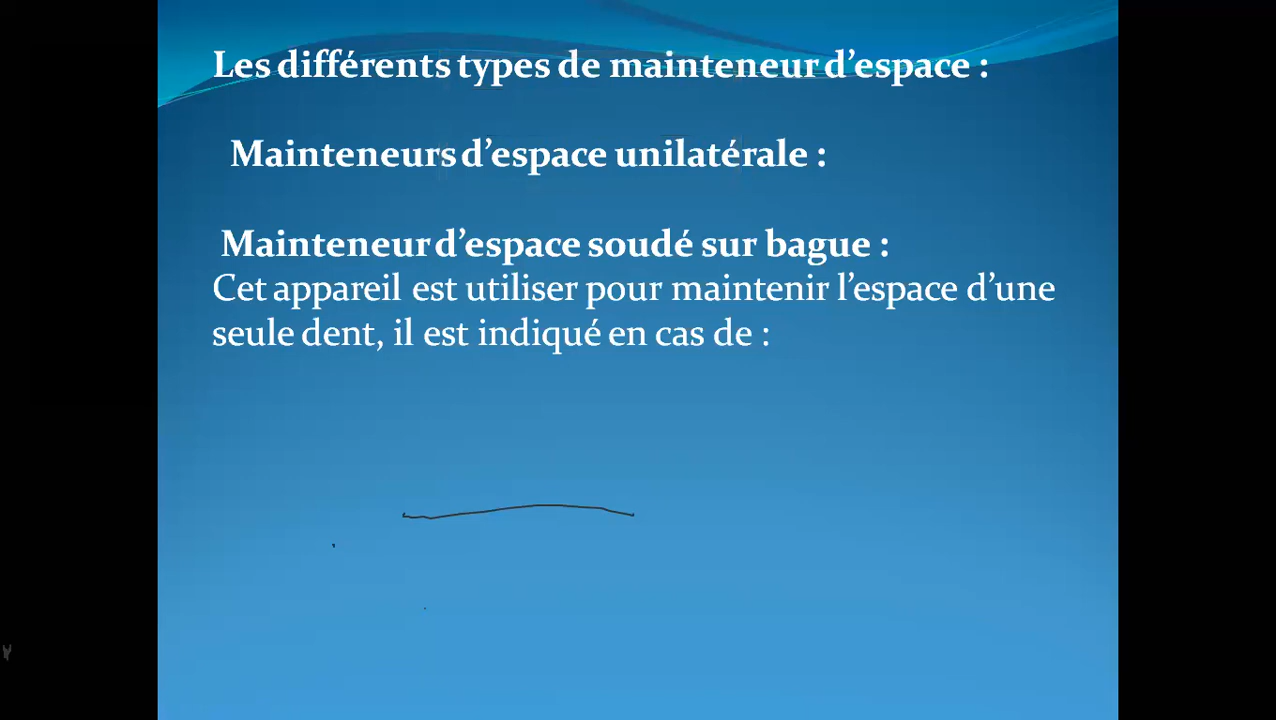 Les différents types de mainteneur d’espace :
Mainteneurs d’espace unilatérale :
Mainteneur d’espace soudé sur bague :
Cet appareil est utiliser pour maintenir l’espace d’une
seule dent, il est indiqué en cas de :